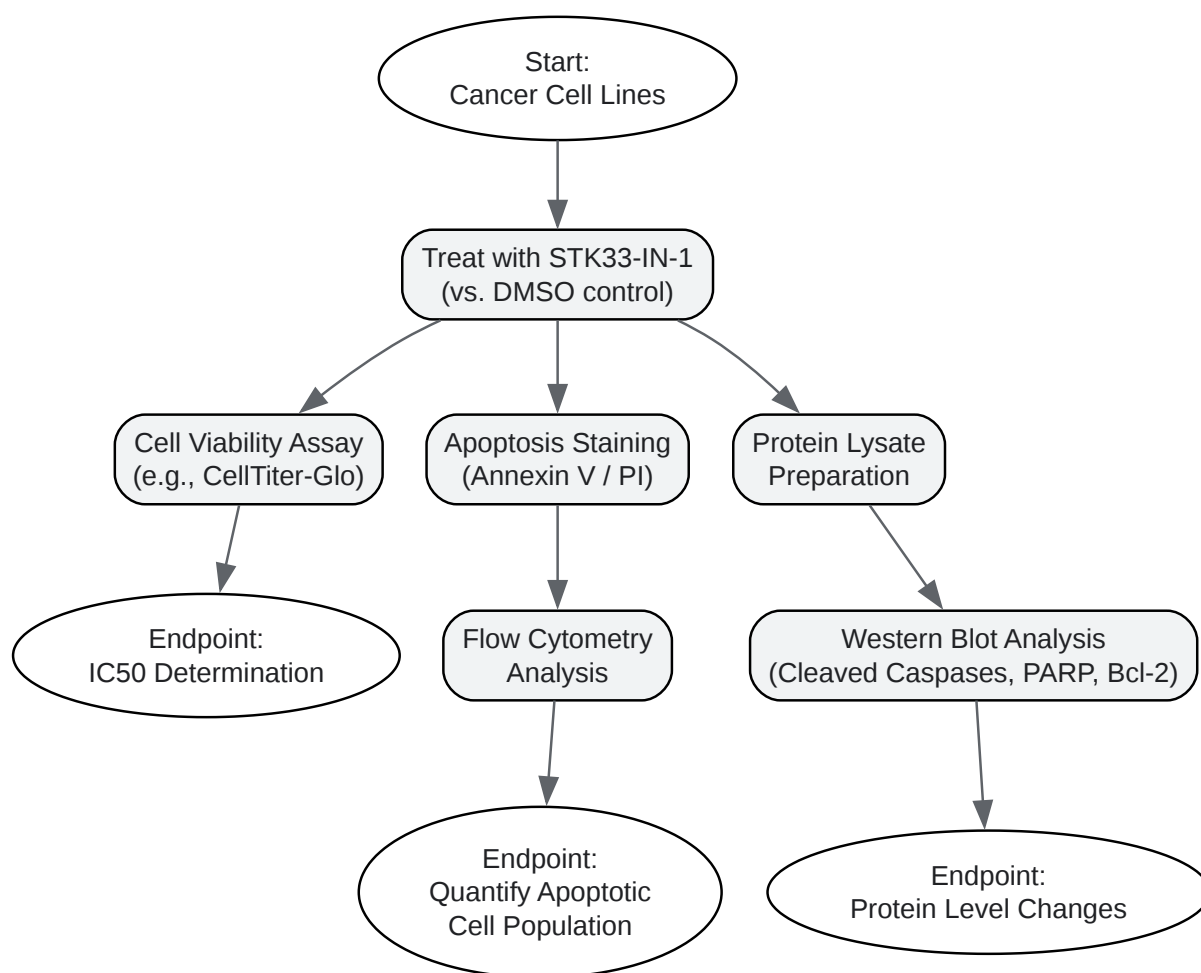 Start:
Cancer Cell Lines
Treat with STK33-IN-1
(vs. DMSO control)
Cell Viability Assay
(e.g., CellTiter-Glo)
Apoptosis Staining
(Annexin V / PI)
Protein Lysate
Preparation
Endpoint:
IC50 Determination
Flow Cytometry
Analysis
Western Blot Analysis
(Cleaved Caspases, PARP, Bcl-2)
Endpoint:
Quantify Apoptotic
Cell Population
Endpoint:
Protein Level Changes